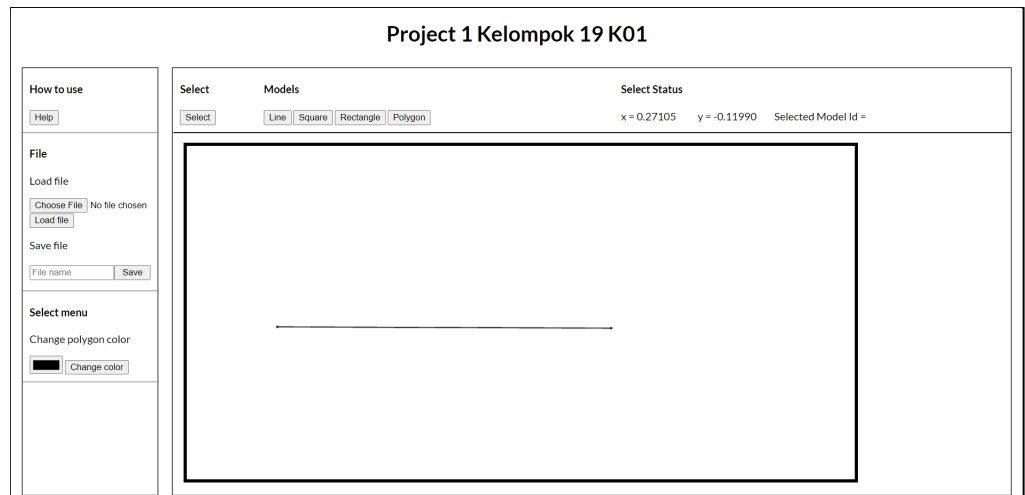 Project 1 Kelompok 19 K01
How to use
Help
File
Load file
Choose File No file chosen
Load file
Save file
File name Save
Select menu
Change polygon color
Change color
Select Models Select Status
Select Line Square Rectangle Polygon x = 0.27105 y = -0.11990 Selected Model Id =